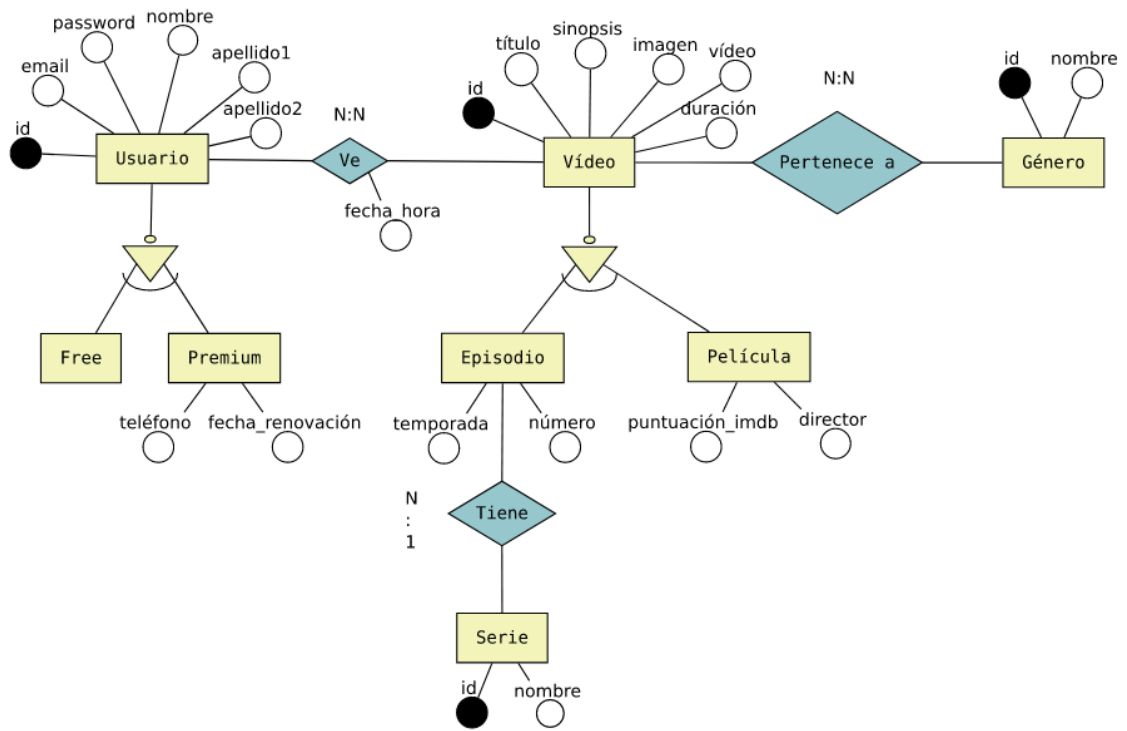 password
nombre
email
apellido1
apellido2
id
Usuario
N:N
Ve
fecha_hora
título
sinopsis
imagen
vídeo
id
duración
Vídeo
N:N
Pertenece a
id
nombre
Género
Free
Premium
teléfono
fecha_renovación
Episodio
Película
temporada
número
puntuación_imdb
director
N
:
1
Tiene
Serie
id
nombre